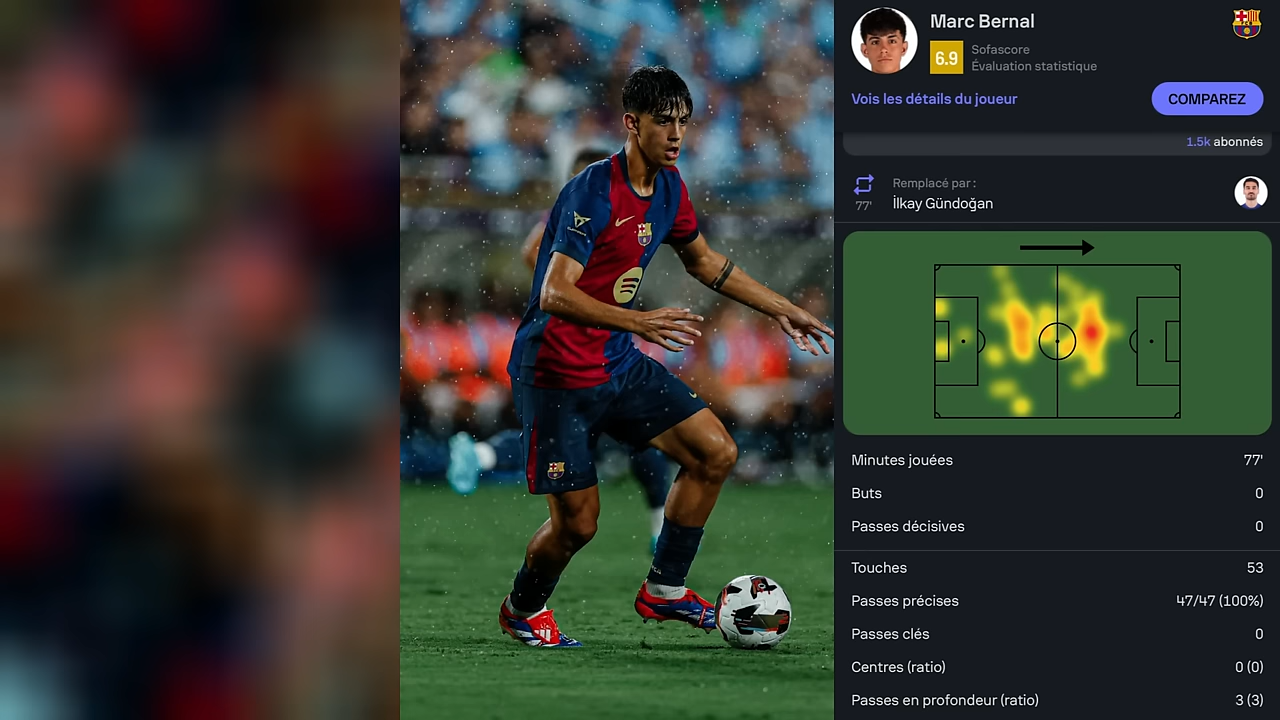 Marc Bernal
6.9
Sofascore
Évaluation statistique
Vois les détails du joueur
COMPAREZ
1.5k abonnés
77'
Remplacé par :
İlkay Gündoğan
Minutes jouées 77'
Buts 0
Passes décisives 0
Touches 53
Passes précises 47/47 (100%)
Passes clés 0
Centres (ratio) 0 (0)
Passes en profondeur (ratio) 3 (3)